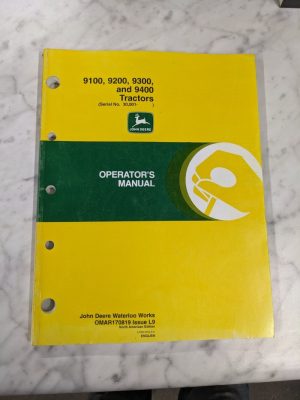 9100, 9200, 9300,
and 9400
Tractors
(Serial No. 30,001- )
JOHN DEERE
OPERATOR'S
MANUAL
John Deere Waterloo Works
OMAR170819 Issue L9
North American Edition
ENGLISH